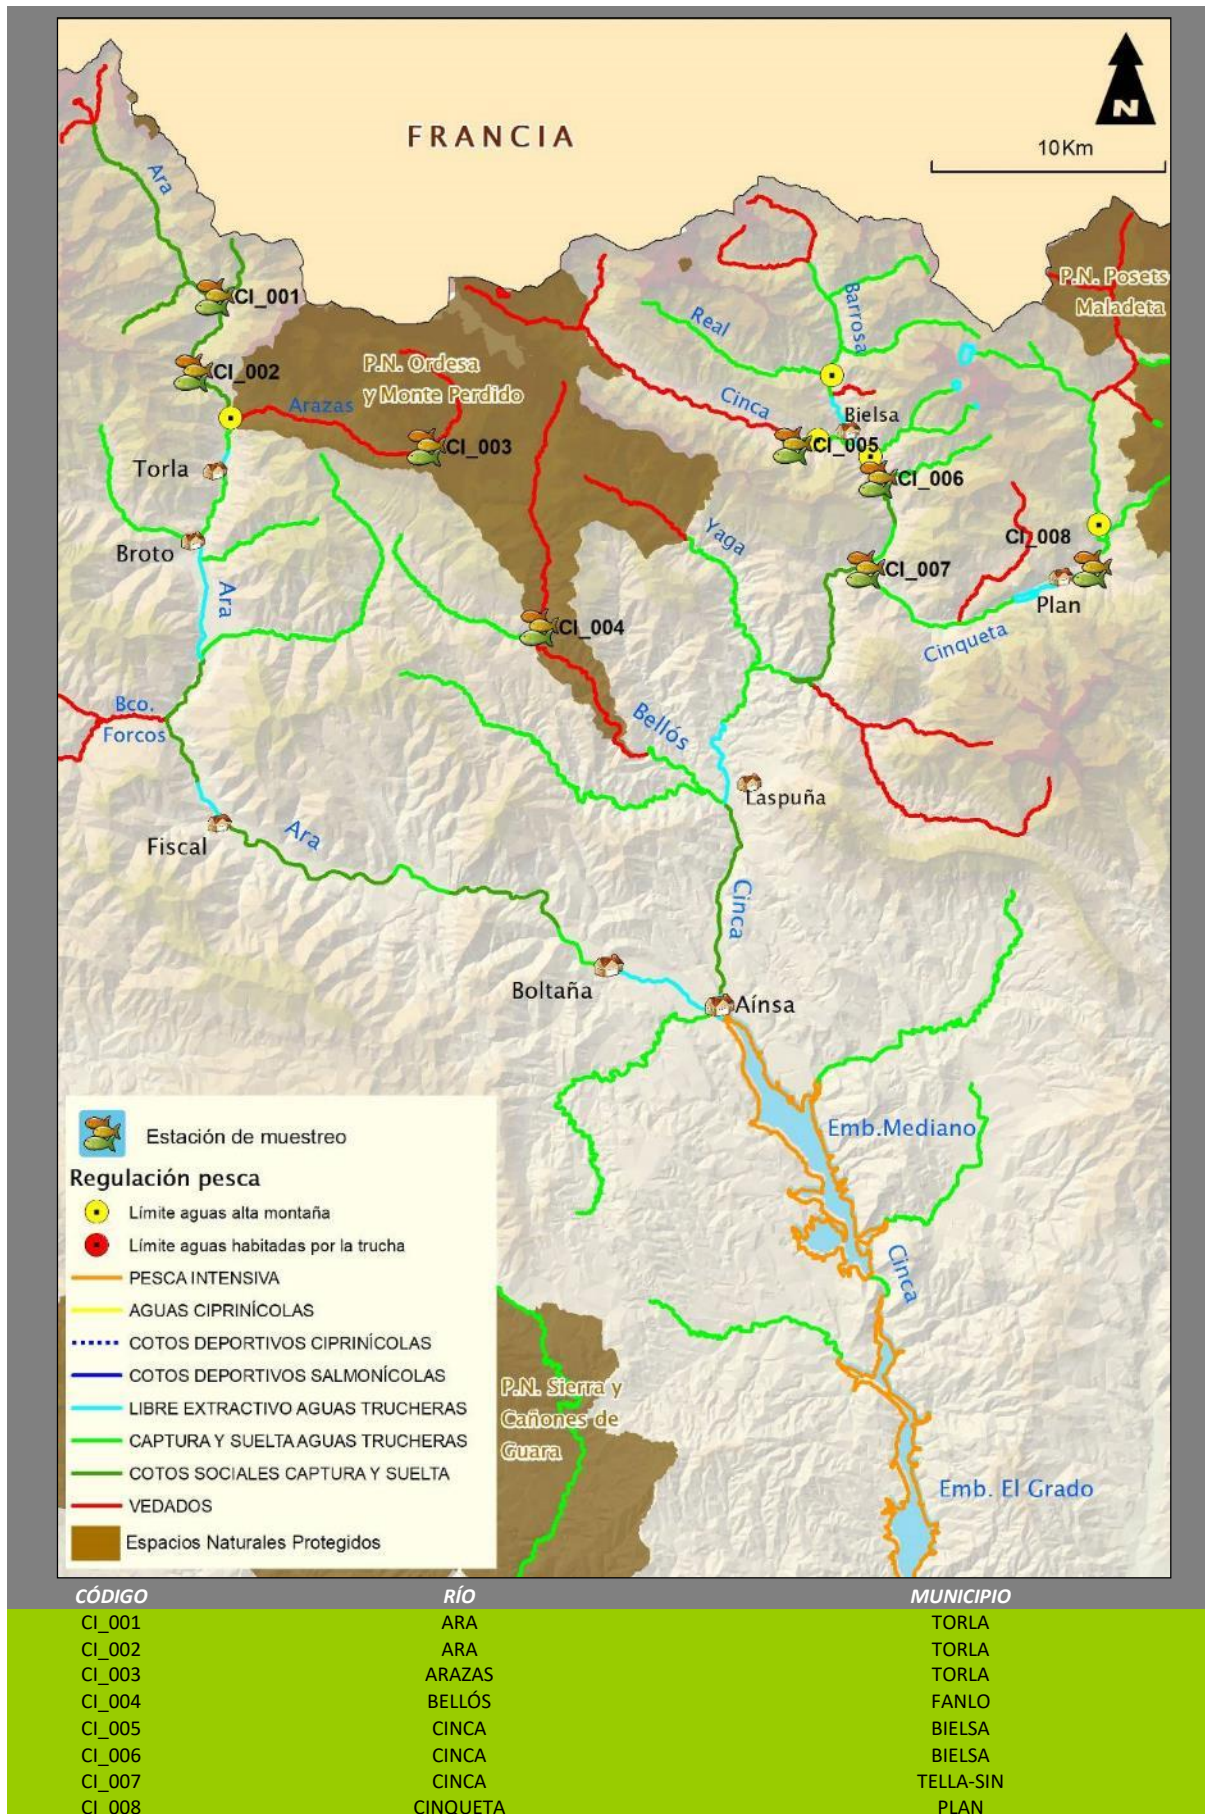 FRANCIA
N
10Km
Ara
CI_001
CI_002
P.N. Ordesa
y Monte Perdido
Arazas
CI_003
Real
Barrosa
P.N. Posets
Maladeta
Cinca
Bielsa
CI_005
CI_006
Torla
Broto
Ara
Yaga
CI_007
CI_008
Plan
Cinqueta
CI_004
Bco.
Forcos
Bellós
Laspuña
Fiscal
Ara
Cinca
Boltaña
Aínsa
Emb.Mediano
Cinca
P.N. Sierra y
Cañones de
Guara
Emb. El Grado
Estación de muestreo
Regulación pesca
Límite aguas alta montaña
Límite aguas habitadas por la trucha
PESCA INTENSIVA
AGUAS CIPRINÍCOLAS
COTOS DEPORTIVOS CIPRINÍCOLAS
COTOS DEPORTIVOS SALMONÍCOLAS
LIBRE EXTRACTIVO AGUAS TRUCHERAS
CAPTURA Y SUELTA AGUAS TRUCHERAS
COTOS SOCIALES CAPTURA Y SUELTA
VEDADOS
Espacios Naturales Protegidos
CÓDIGO RÍO MUNICIPIO
CI_001 ARA TORLA
CI_002 ARA TORLA
CI_003 ARAZAS TORLA
CI_004 BELLÓS FANLO
CI_005 CINCA BIELSA
CI_006 CINCA BIELSA
CI_007 CINCA TELLA-SIN
CI_008 CINQUETA PLAN